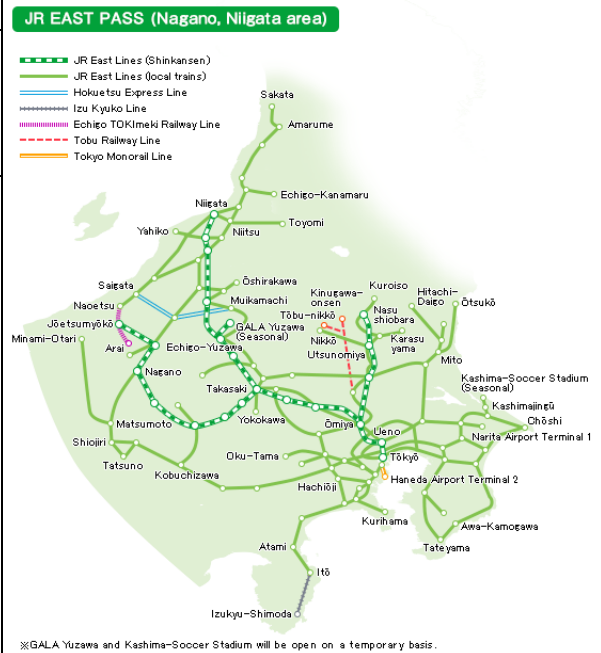 JR EAST PASS (Nagano, Niigata area)
JR East Lines (Shinkansen)
JR East Lines (local trains)
Hokuetsu Express Line
Izu Kyuko Line
Echigo TOKImeki Railway Line
Tobu Railway Line
Tokyo Monorail Line
Sakata
Amarume
Echigo-Kanamaru
Niigata
Toyomi
Yahiko
Niitsu
Ōshirakawa
Saigata
Kinugawa-
onsen
Kuroiso
Hitachi-
Daigo
Ōtsukō
Naoetsu
Muikamachi
Tōbu-nikkō
Nasu
shiobara
Jōetsumyōkō
GALA Yuzawa
(Seasonal)
Minami-Otari
Nikkō
Karasu
yama
Arai
Echigo-Yuzawa
Utsunomiya
Mito
Nagano
Takasaki
Kashima-Soccer Stadium
(Seasonal)
Kashimajingū
Matsumoto
Yokokawa
Ōmiya
Ueno
Chōshi
Shiojiri
Narita Airport Terminal 1
Tatsuno
Oku-Tama
Tōkyō
Kobuchizawa
Hachiōji
Haneda Airport Terminal 2
Kurihama
Awa-Kamogawa
Atami
Tateyama
Itō
Izukyu-Shimoda
※GALA Yuzawa and Kashima-Soccer Stadium will be open on a temporary basis.